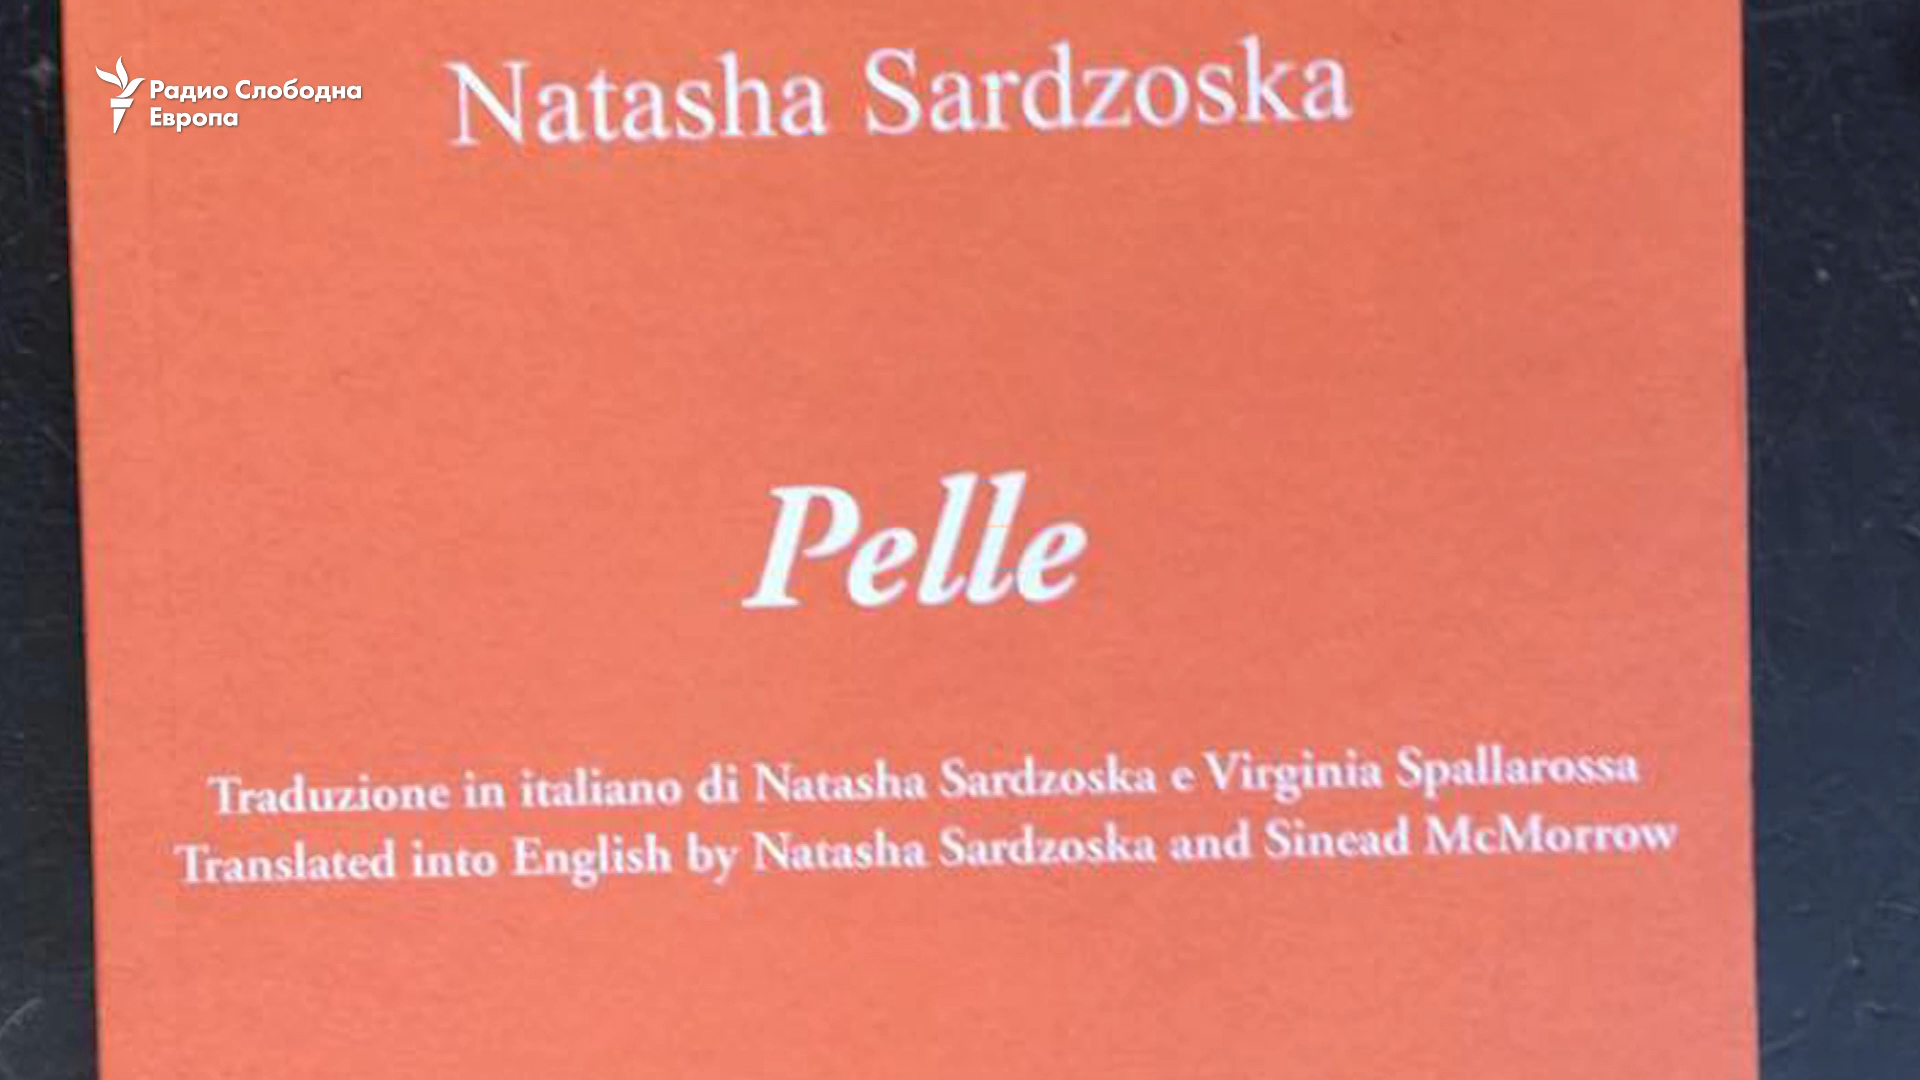 Радио Слободна
Европа
Natasha Sardzoska
Pelle
Traduzione in italiano di Natasha Sardzoska e Virginia Spallarossa
Translated into English by Natasha Sardzoska and Sinead McMorrow